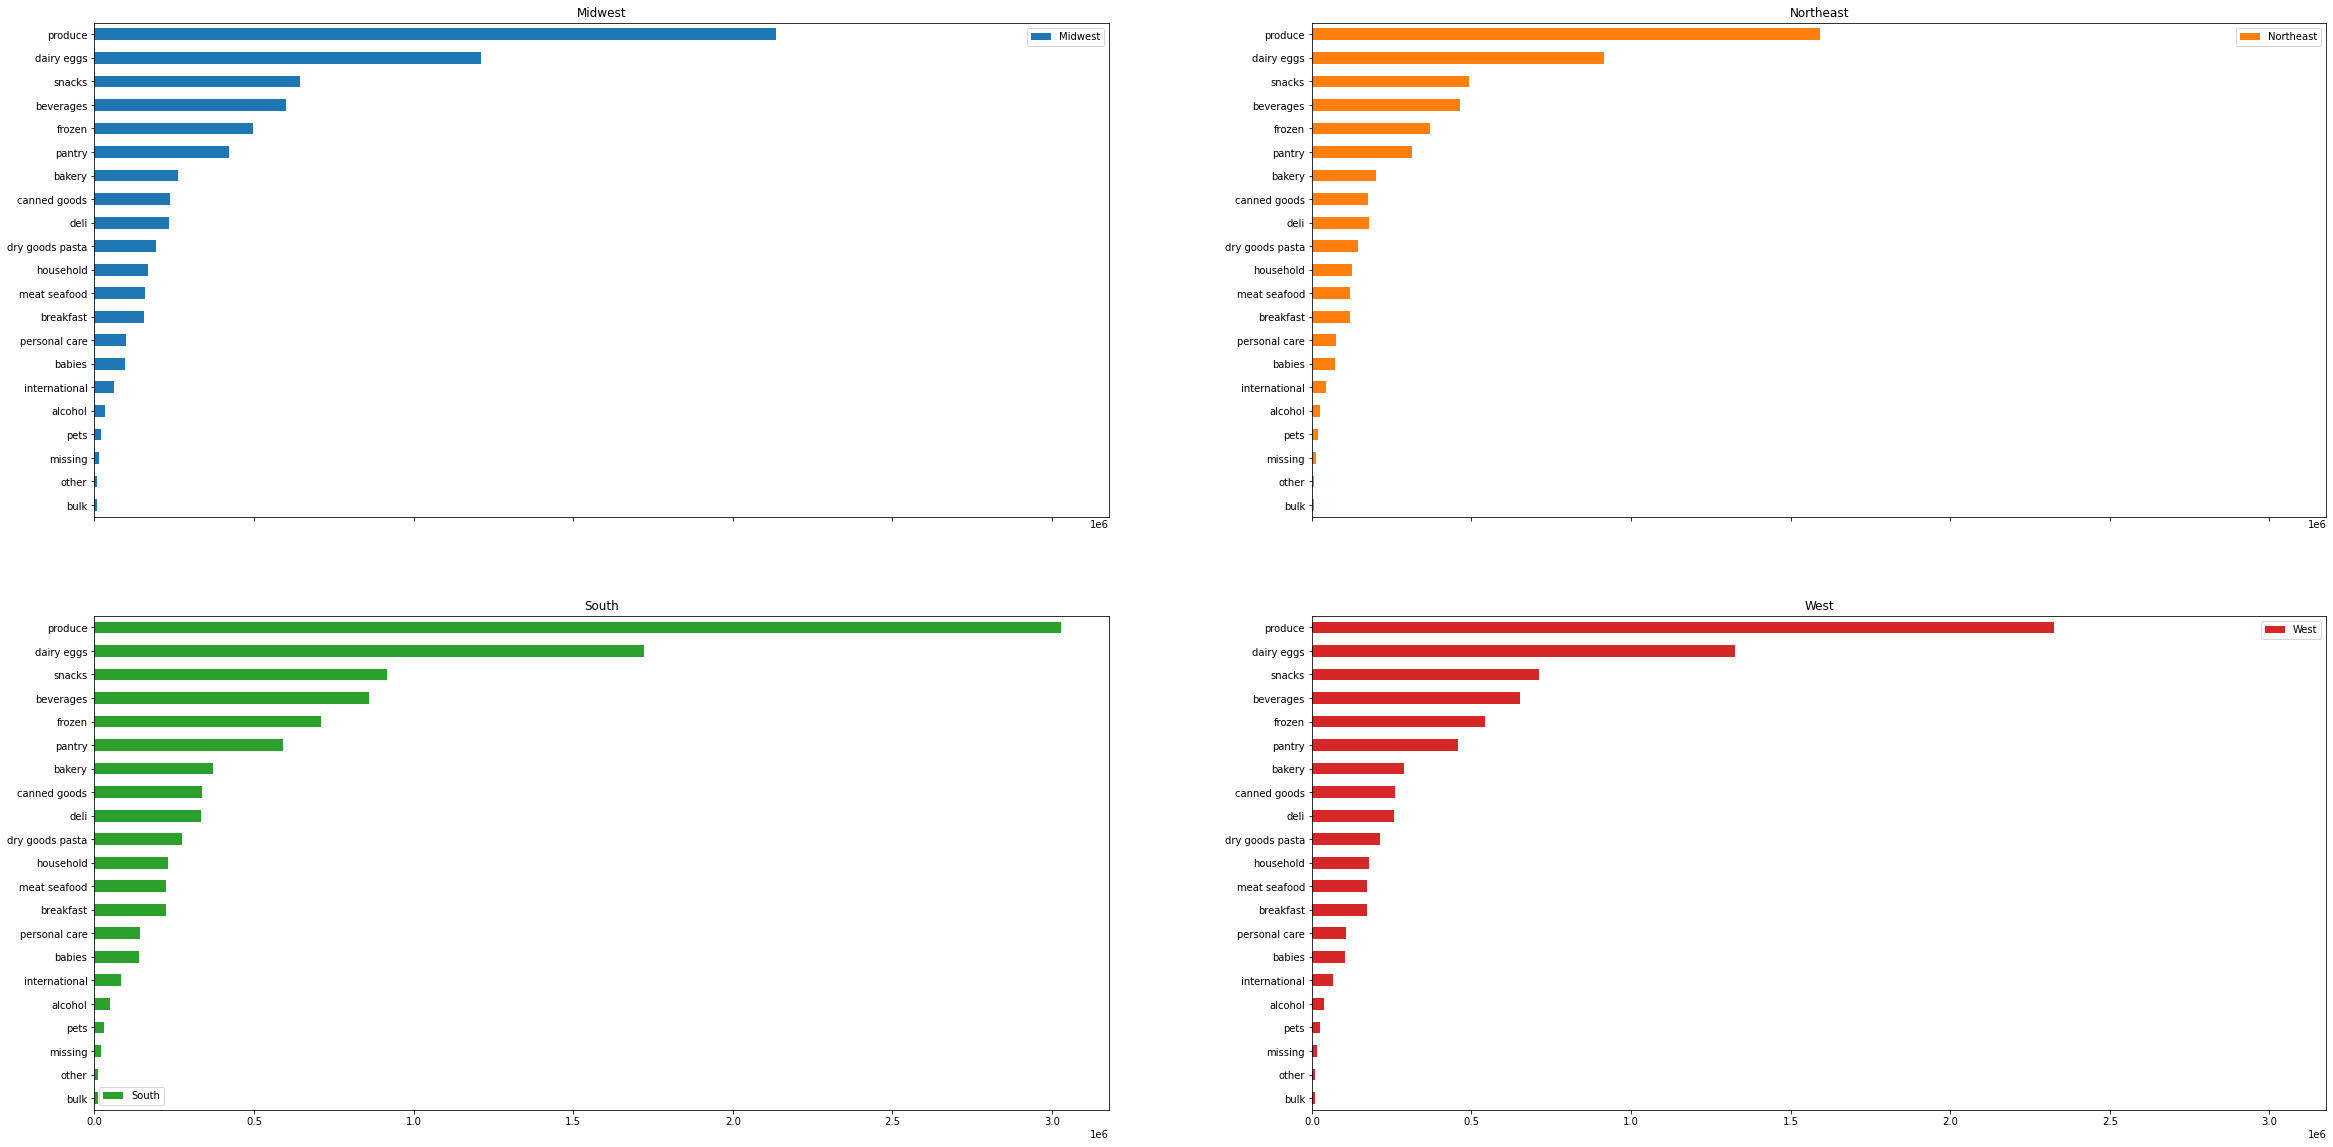 Midwest
produce
dairy eggs
snacks
beverages
frozen
pantry
bakery
canned goods
deli
dry goods pasta
household
meat seafood
breakfast
personal care
babies
international
alcohol
pets
missing
other
bulk
Midwest
1e6
Northeast
produce
dairy eggs
snacks
beverages
frozen
pantry
bakery
canned goods
deli
dry goods pasta
household
meat seafood
breakfast
personal care
babies
international
alcohol
pets
missing
other
bulk
Northeast
1e6
South
produce
dairy eggs
snacks
beverages
frozen
pantry
bakery
canned goods
deli
dry goods pasta
household
meat seafood
breakfast
personal care
babies
international
alcohol
pets
missing
other
bulk
South
0.0 0.5 1.0 1.5 2.0 2.5 3.0
1e6
West
produce
dairy eggs
snacks
beverages
frozen
pantry
bakery
canned goods
deli
dry goods pasta
household
meat seafood
breakfast
personal care
babies
international
alcohol
pets
missing
other
bulk
West
0.0 0.5 1.0 1.5 2.0 2.5 3.0
1e6